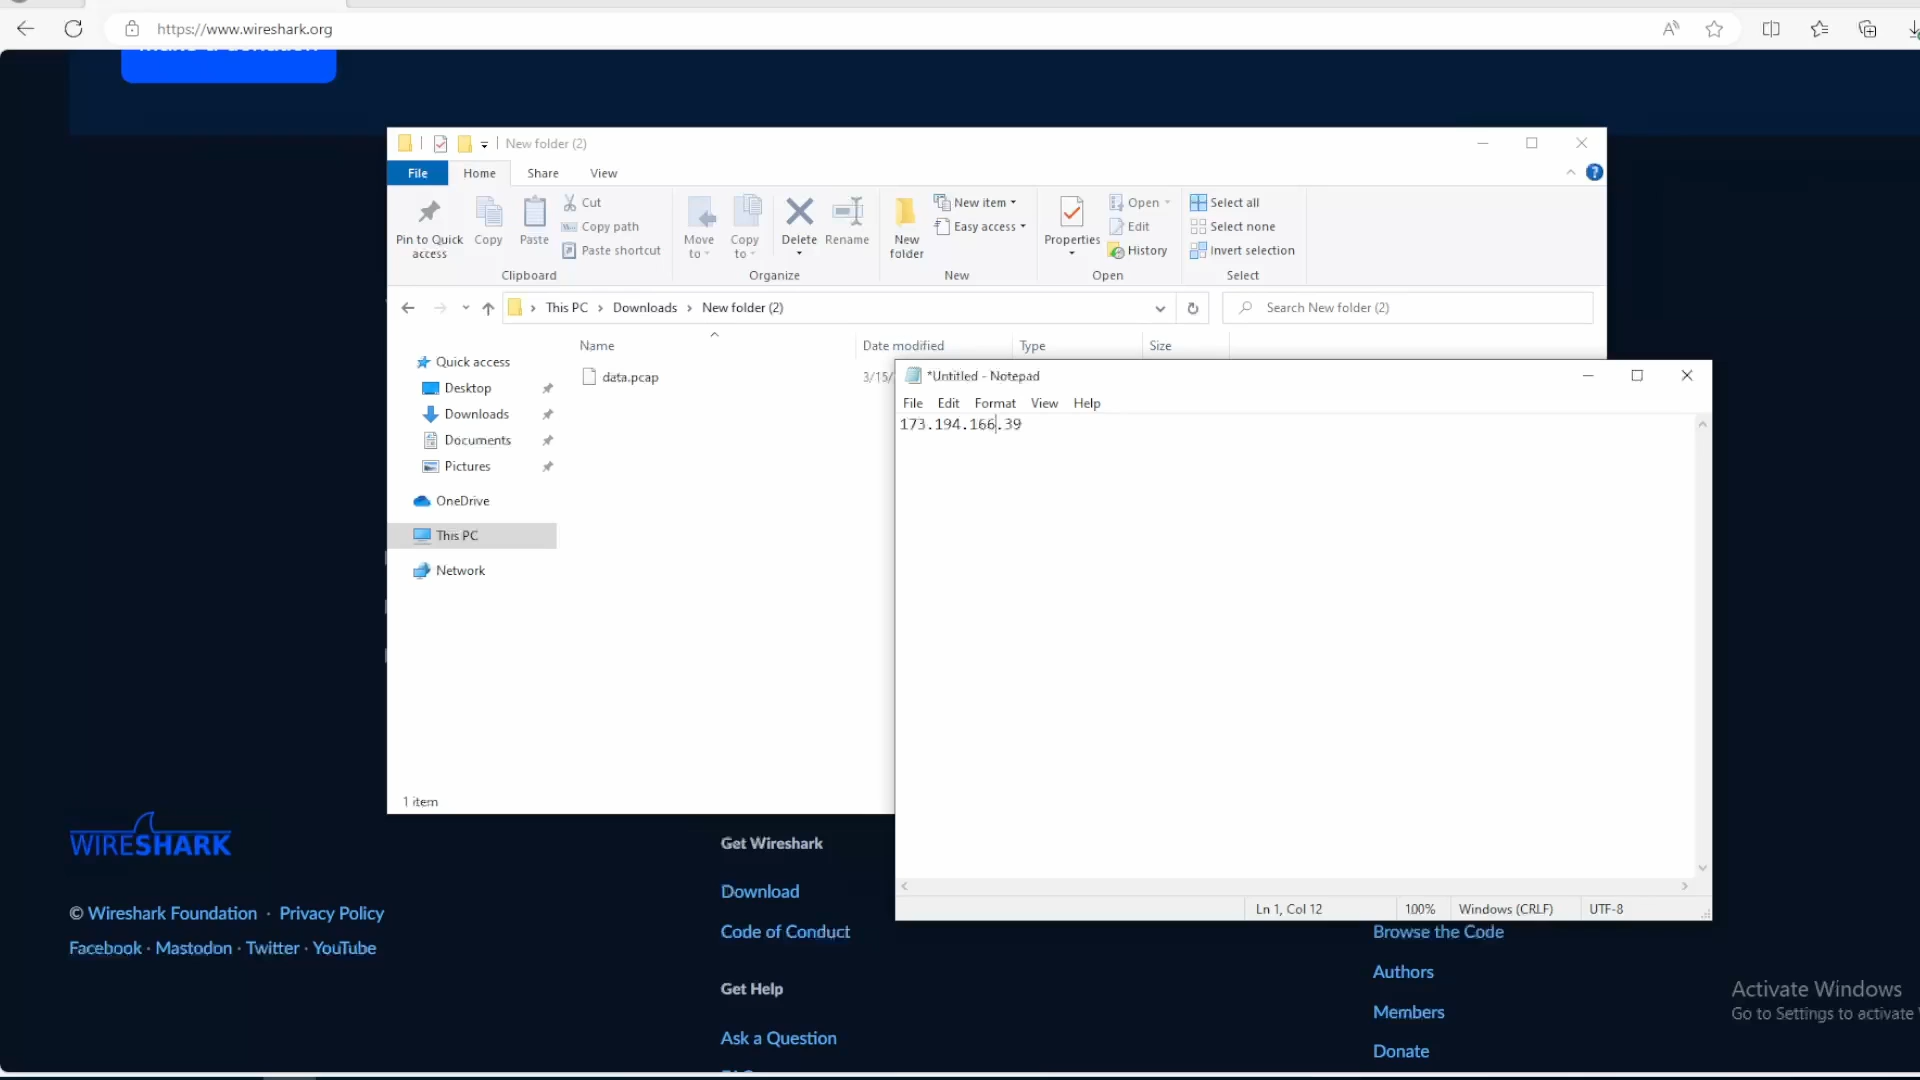 https://www.wireshark.org
New folder (2)
File Home Share View
Pin to Quick access
Copy
Paste
Cut
Copy path
Paste shortcut
Clipboard
Move to
Copy to
Delete
Rename
Organize
New folder
New item
Easy access
New
Properties
Open
Edit
History
Open
Select all
Select none
Invert selection
Select
This PC > Downloads > New folder (2)
Search New folder (2)
Name Date modified Type Size
data.pcap 3/15/
Quick access
Desktop
Downloads
Documents
Pictures
OneDrive
This PC
Network
1 item
*Untitled - Notepad
File Edit Format View Help
173.194.166.39
Ln 1, Col 12 100% Windows (CRLF) UTF-8
WIRESHARK
© Wireshark Foundation · Privacy Policy
Facebook · Mastodon · Twitter · YouTube
Get Wireshark
Download
Code of Conduct
Get Help
Ask a Question
Browse the Code
Authors
Members
Donate
Activate Windows
Go to Settings to activate